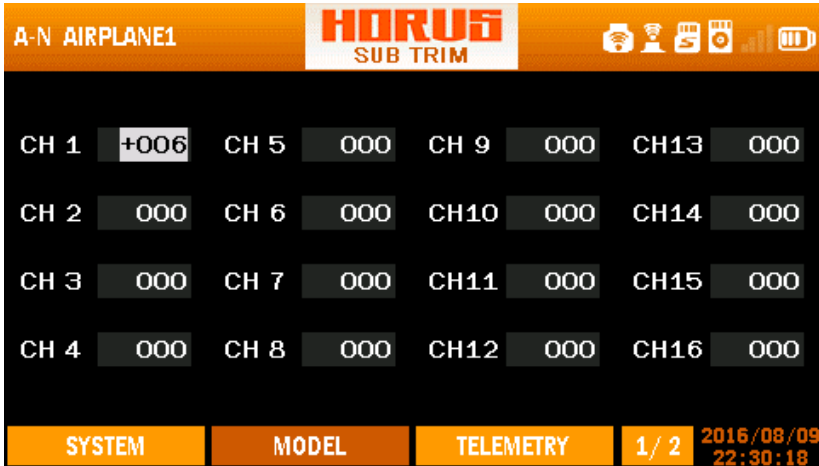 A-N AIRPLANE1
HORUS
SUB TRIM
CH 1 +006 CH 5 000 CH 9 000 CH13 000
CH 2 000 CH 6 000 CH10 000 CH14 000
CH 3 000 CH 7 000 CH11 000 CH15 000
CH 4 000 CH 8 000 CH12 000 CH16 000
SYSTEM MODEL TELEMETRY 1/ 2 2016/08/09
22:30:18